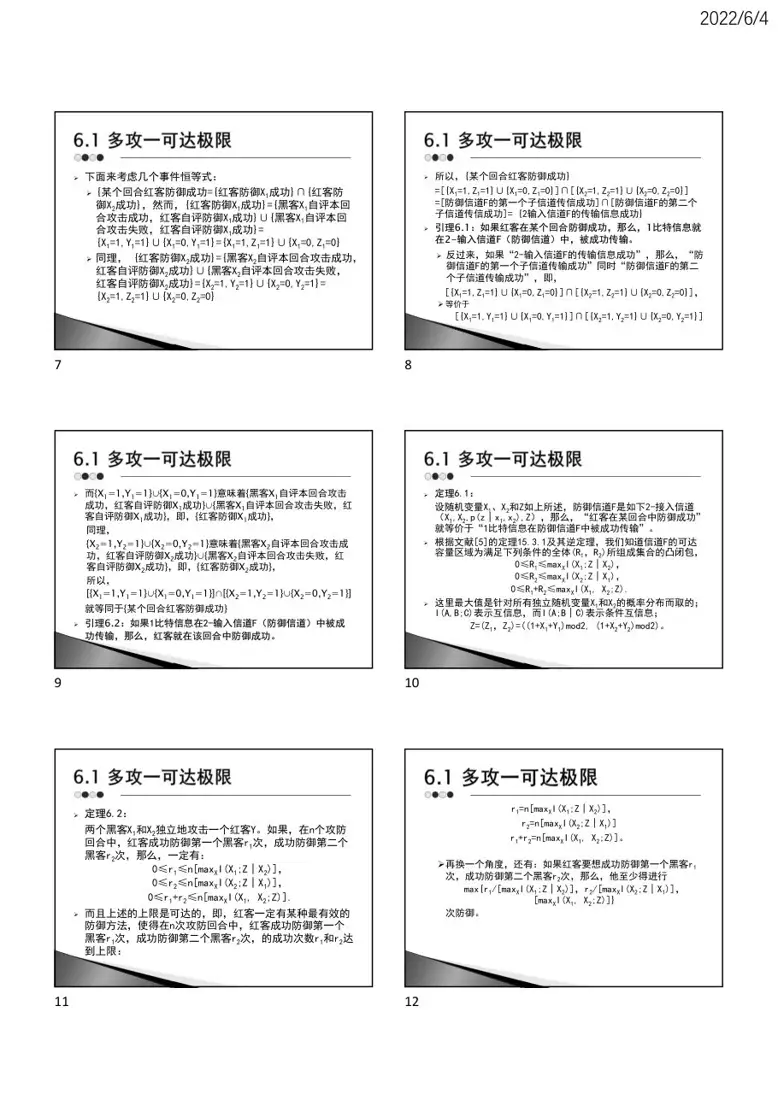 2022/6/4
6.1 多攻一可达极限
➢ 下面来考虑几个事件恒等式：
➢ {某个回合红客防御成功={红客防御X₁成功}∩{红客防
御X₂成功}，然而，{红客防御X₁成功}={黑客X₁自评本回
合攻击成功，红客自评防御X₁成功}∪{黑客X₁自评本回
合攻击失败，红客自评防御X₁成功}=
{X₁=1,Y₁=1}∪{X₁=0,Y₁=1}={X₁=1,Z₁=1}∪{X₁=0,Z₁=0}
➢ 同理， {红客防御X₂成功}={黑客X₂自评本回合攻击成功，
红客自评防御X₂成功}∪{黑客X₂自评本回合攻击失败，
红客自评防御X₂成功}={X₂=1,Y₂=1}∪{X₂=0,Y₂=1}=
{X₂=1,Z₂=1}∪{X₂=0,Z₂=0}
7
6.1 多攻一可达极限
➢ 所以，{某个回合红客防御成功}
=[{X₁=1,Z₁=1}∪{X₁=0,Z₁=0}]∩[{X₂=1,Z₂=1}∪{X₂=0,Z₂=0}]
=[防御信道F的第一个子信道传信成功]∩[防御信道F的第二个
子信道传信成功]= {2输入信道F的传输信息成功}
➢ 引理6.1：如果红客在某个回合防御成功，那么，1比特信息就
在2-输入信道F（防御信道）中，被成功传输。
➢ 反过来，如果“2-输入信道F的传输信息成功”，那么，“防
御信道F的第一个子信道传输成功”同时“防御信道F的第二
个子信道传输成功”，即，
[{X₁=1,Z₁=1}∪{X₁=0,Z₁=0}]∩[{X₂=1,Z₂=1}∪{X₂=0,Z₂=0}]，
➢ 等价于
[{X₁=1,Y₁=1}∪{X₁=0,Y₁=1}]∩[{X₂=1,Y₂=1}∪{X₂=0,Y₂=1}]
8
6.1 多攻一可达极限
➢ 而{X₁=1,Y₁=1}∪{X₁=0,Y₁=1}意味着{黑客X₁自评本回合攻击
成功，红客自评防御X₁成功}∪{黑客X₁自评本回合攻击失败，红
客自评防御X₁成功}，即，{红客防御X₁成功}，
同理，
{X₂=1,Y₂=1}∪{X₂=0,Y₂=1}意味着{黑客X₂自评本回合攻击成
功，红客自评防御X₂成功}∪{黑客X₂自评本回合攻击失败，红
客自评防御X₂成功}，即，{红客防御X₂成功}，
所以，
[{X₁=1,Y₁=1}∪{X₁=0,Y₁=1}]∩[{X₂=1,Y₂=1}∪{X₂=0,Y₂=1}]
就等同于{某个回合红客防御成功}
➢ 引理6.2：如果1比特信息在2-输入信道F（防御信道）中被成
功传输，那么，红客就在该回合中防御成功。
9
6.1 多攻一可达极限
➢ 定理6.1：
设随机变量X₁、X₂和Z如上所述，防御信道F是如下2-接入信道
（X₁,X₂,p(z│x₁,x₂),Z），那么，“红客在某回合中防御成功”
就等价于“1比特信息在防御信道F中被成功传输”。
➢ 根据文献[5]的定理15.3.1及其逆定理，我们知道信道F的可达
容量区域为满足下列条件的全体(R₁，R₂)所组成集合的凸闭包，
0≤R₁≤maxₓI(X₁;Z│X₂)，
0≤R₂≤maxₓI(X₂;Z│X₁)，
0≤R₁+R₂≤maxₓI(X₁，X₂;Z).
➢ 这里最大值是针对所有独立随机变量X₁和X₂的概率分布而取的；
I(A,B;C)表示互信息，而I(A;B│C)表示条件互信息；
Z=(Z₁，Z₂)=((1+X₁+Y₁)mod2, (1+X₂+Y₂)mod2)。
10
6.1 多攻一可达极限
➢ 定理6.2：
两个黑客X₁和X₂独立地攻击一个红客Y。如果，在n个攻防
回合中，红客成功防御第一个黑客r₁次，成功防御第二个
黑客r₂次，那么，一定有：
0≤r₁≤n[maxₓI(X₁;Z│X₂)]，
0≤r₂≤n[maxₓI(X₂;Z│X₁)]，
0≤r₁+r₂≤n[maxₓI(X₁，X₂;Z)].
➢ 而且上述的上限是可达的，即，红客一定有某种最有效的
防御方法，使得在n次攻防回合中，红客成功防御第一个
黑客r₁次，成功防御第二个黑客r₂次，的成功次数r₁和r₂达
到上限：
11
6.1 多攻一可达极限
r₁=n[maxₓI(X₁;Z│X₂)]，
r₂=n[maxₓI(X₂;Z│X₁)]
r₁+r₂=n[maxₓI(X₁，X₂;Z)]。
➢再换一个角度，还有：如果红客要想成功防御第一个黑客r₁
次，成功防御第二个黑客r₂次，那么，他至少得进行
max{r₁/[maxₓI(X₁;Z│X₂)]，r₂/[maxₓI(X₂;Z│X₁)]，
[maxₓI(X₁，X₂;Z)]}
次防御。
12